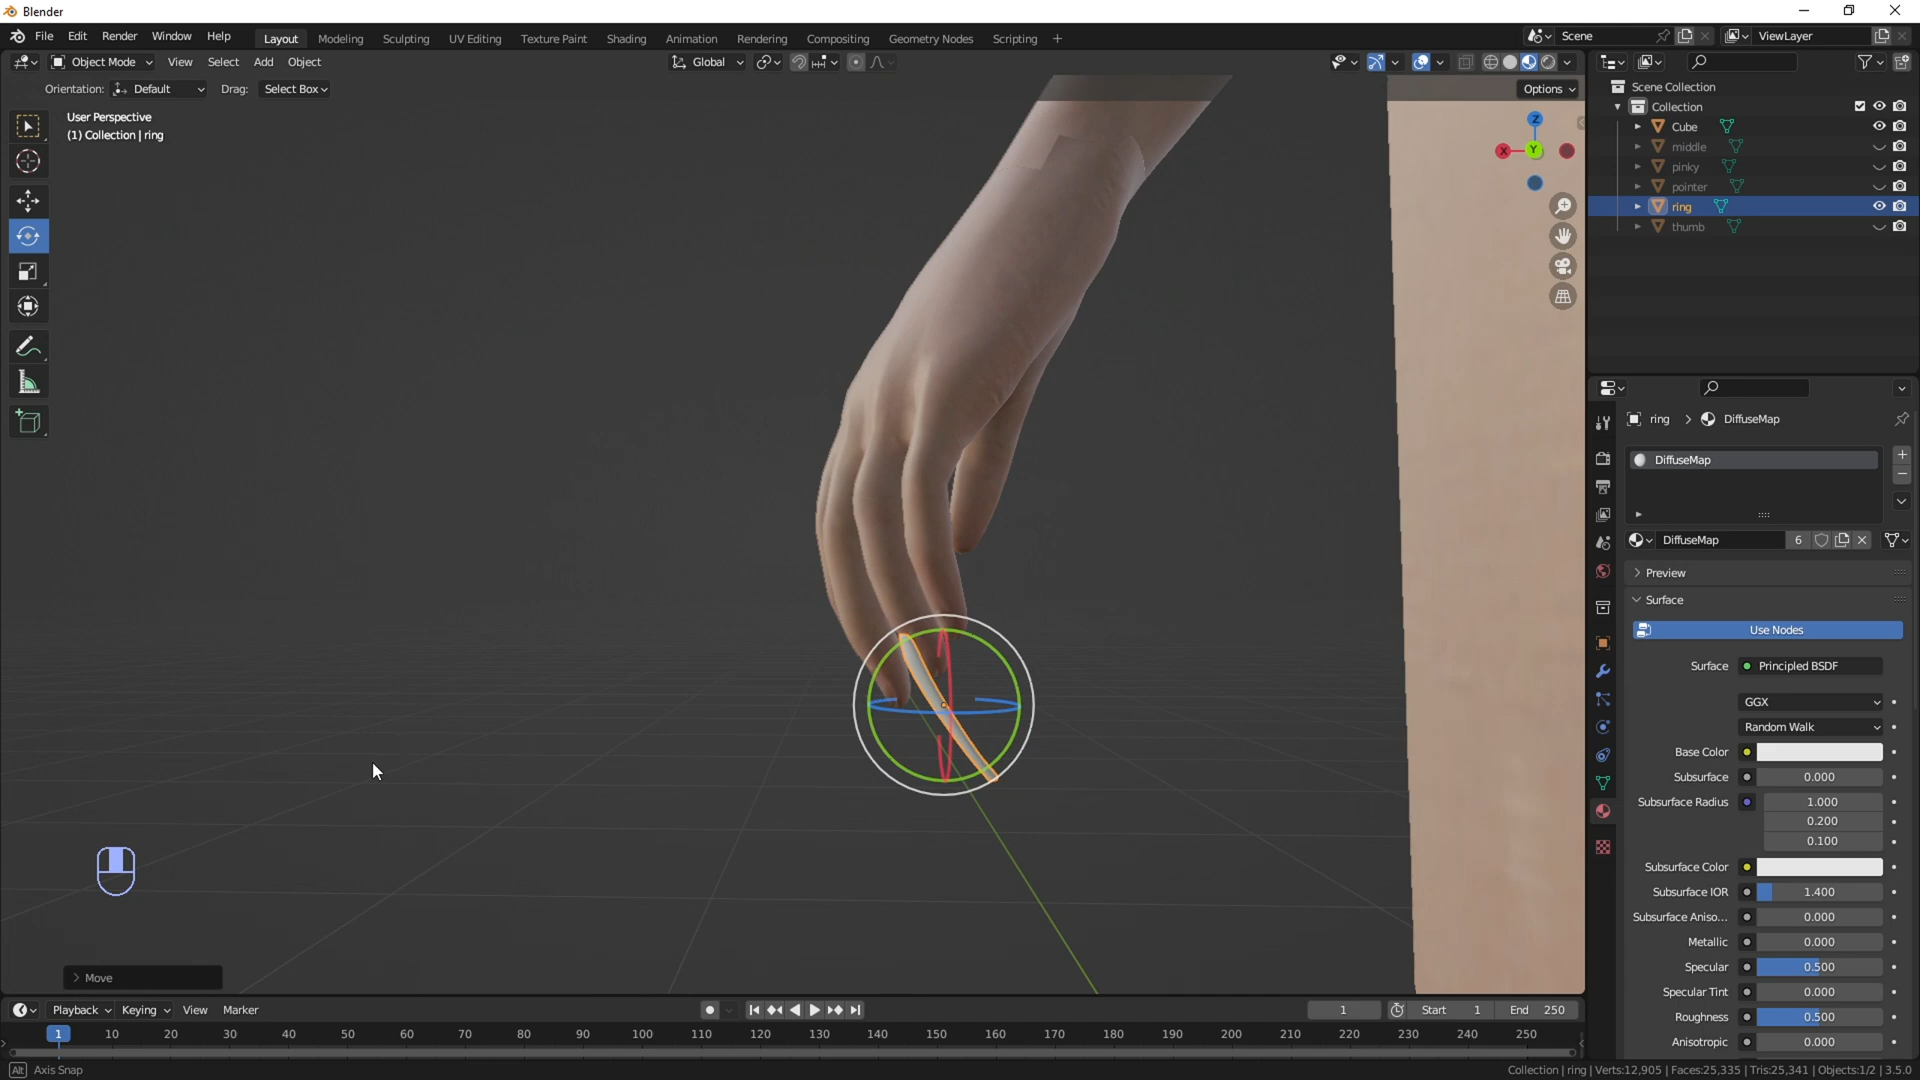 Blender
File Edit Render Window Help
Layout Modeling Sculpting UV Editing Texture Paint Shading Animation Rendering Compositing Geometry Nodes Scripting +
Scene ViewLayer
Object Mode View Select Add Object Global
Orientation: Default Drag: Select Box Options
User Perspective
(1) Collection | ring
Z
X
Y
Scene Collection
Collection
Cube
middle
pinky
pointer
ring
thumb
ring > DiffuseMap
DiffuseMap
DiffuseMap 6
Preview
Surface
Use Nodes
Surface Principled BSDF
GGX
Random Walk
Base Color
Subsurface 0.000
Subsurface Radius 1.000
0.200
0.100
Subsurface Color
Subsurface IOR 1.400
Subsurface Aniso... 0.000
Metallic 0.000
Specular 0.500
Specular Tint 0.000
Roughness 0.500
Anisotropic 0.000
Move
Playback Keying View Marker 1 Start 1 End 250
1 10 20 30 40 50 60 70 80 90 100 110 120 130 140 150 160 170 180 190 200 210 220 230 240 250
Alt Axis Snap
Collection | ring | Verts:12,905 | Faces:25,335 | Tris:25,341 | Objects:1/2 | 3.5.0